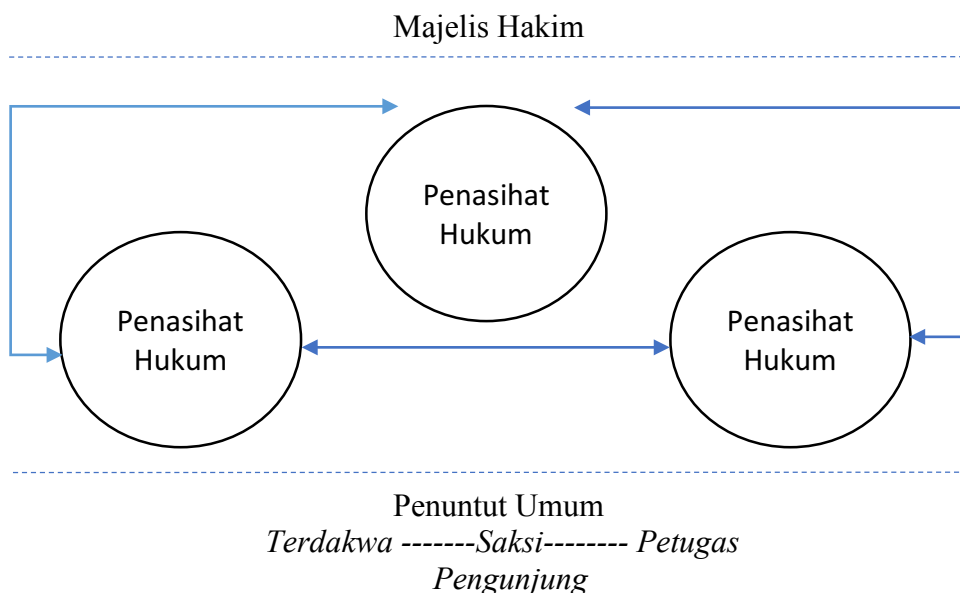 Majelis Hakim
Penasihat
Hukum
Penasihat
Hukum
Penasihat
Hukum
Penuntut Umum
Terdakwa -------Saksi-------- Petugas
Pengunjung